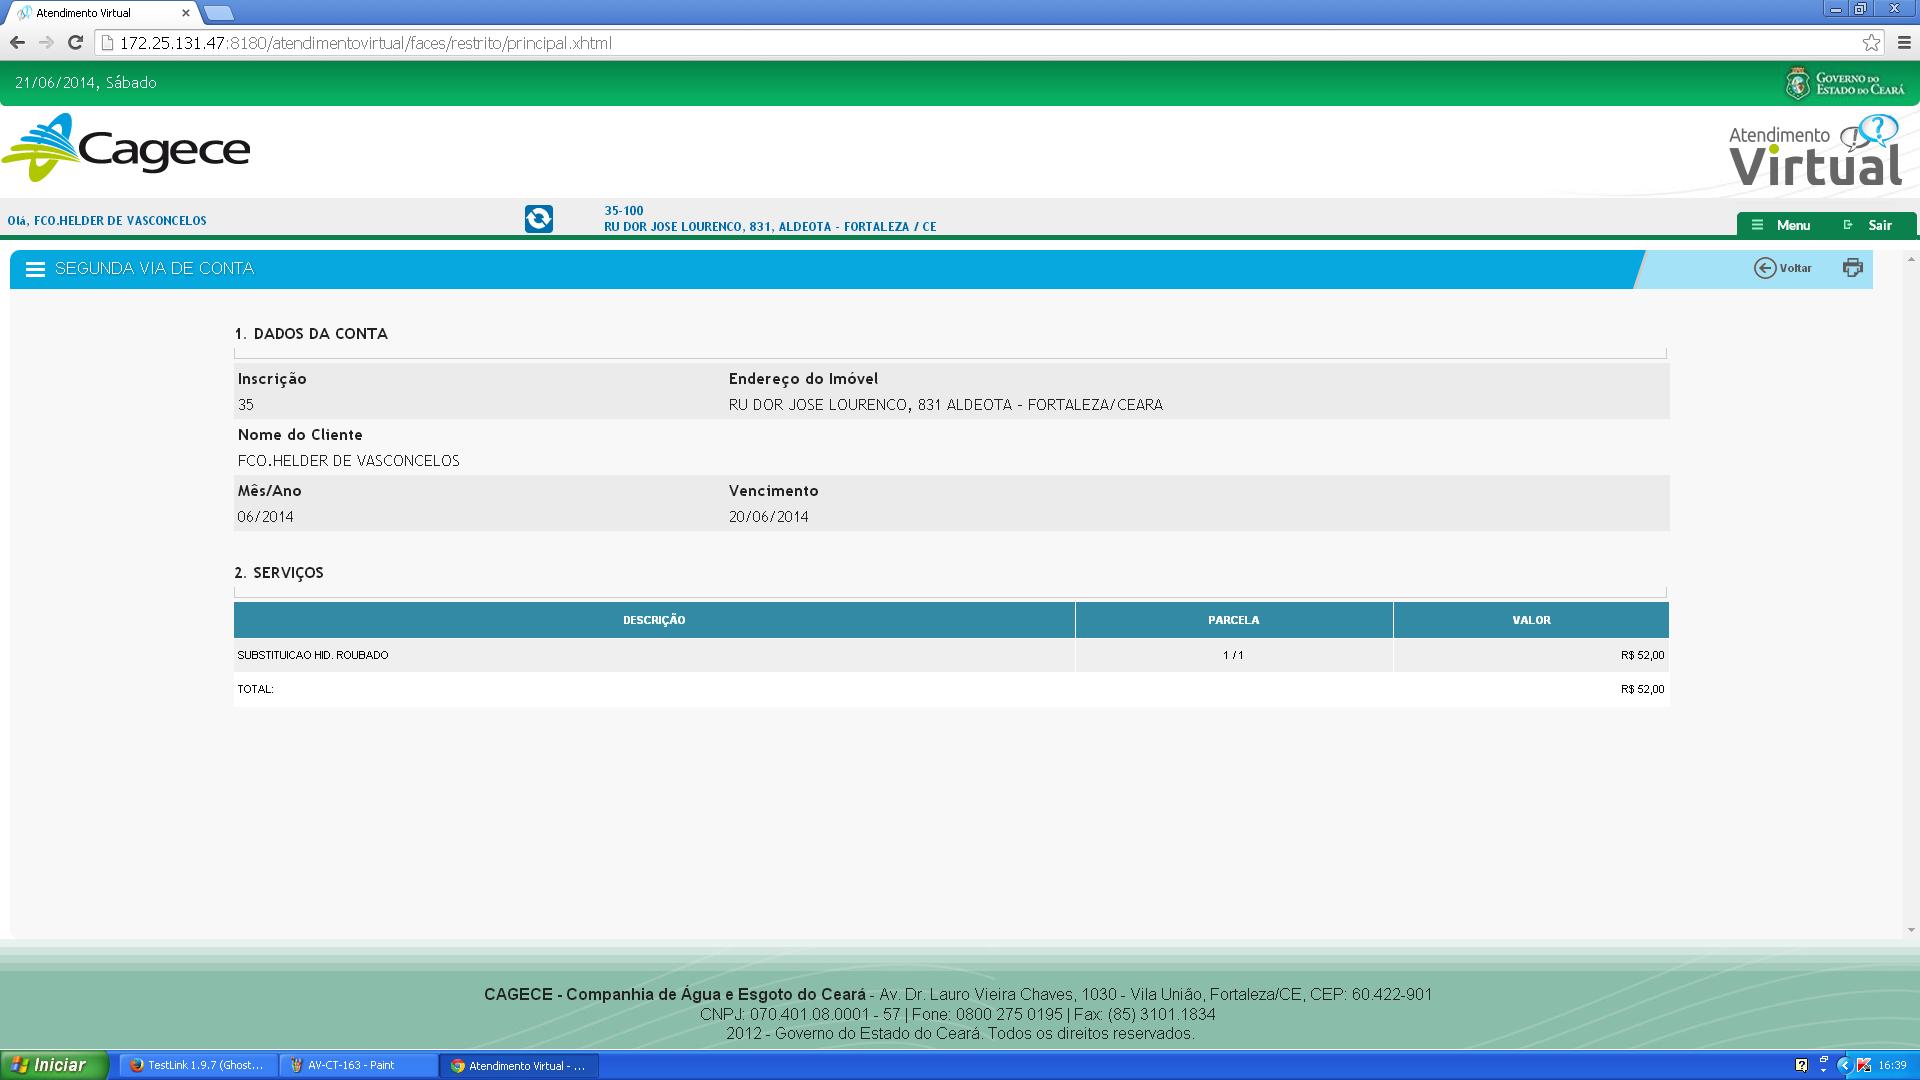 Atendimento Virtual
172.25.131.47:8180/atendimentovirtual/faces/restrito/principal.xhtml
21/06/2014, Sábado
GOVERNO DO
ESTADO DO CEARÁ
Cagece
Atendimento
Virtual
Olá, FCO.HELDER DE VASCONCELOS
35-100
RU DOR JOSE LOURENCO, 831, ALDEOTA - FORTALEZA / CE
Menu
Sair
SEGUNDA VIA DE CONTA
Voltar
1. DADOS DA CONTA
Inscrição Endereço do Imóvel
35 RU DOR JOSE LOURENCO, 831 ALDEOTA - FORTALEZA/CEARA
Nome do Cliente
FCO.HELDER DE VASCONCELOS
Mês/Ano Vencimento
06/2014 20/06/2014
2. SERVIÇOS
DESCRIÇÃO PARCELA VALOR
SUBSTITUICAO HID. ROUBADO 1 / 1 R$ 52,00
TOTAL: R$ 52,00
CAGECE - Companhia de Água e Esgoto do Ceará - Av. Dr. Lauro Vieira Chaves, 1030 - Vila União, Fortaleza/CE, CEP: 60.422-901
CNPJ: 070.401.08.0001 - 57 | Fone: 0800 275 0195 | Fax: (85) 3101.1834
2012 - Governo do Estado do Ceará. Todos os direitos reservados.
Iniciar
TestLink 1.9.7 (Ghost...
AV-CT-163 - Paint
Atendimento Virtual - ...
16:39